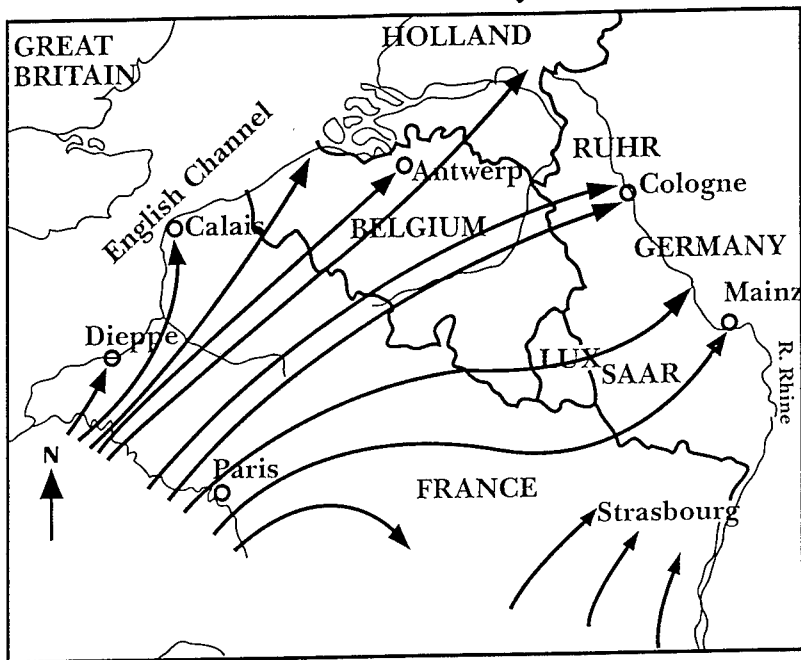 HOLLAND
GREAT
BRITAIN
English Channel
RUHR
Antwerp
Cologne
Calais
BELGIUM
GERMANY
Mainz
Dieppe
LUX
SAAR
R. Rhine
N
Paris
FRANCE
Strasbourg